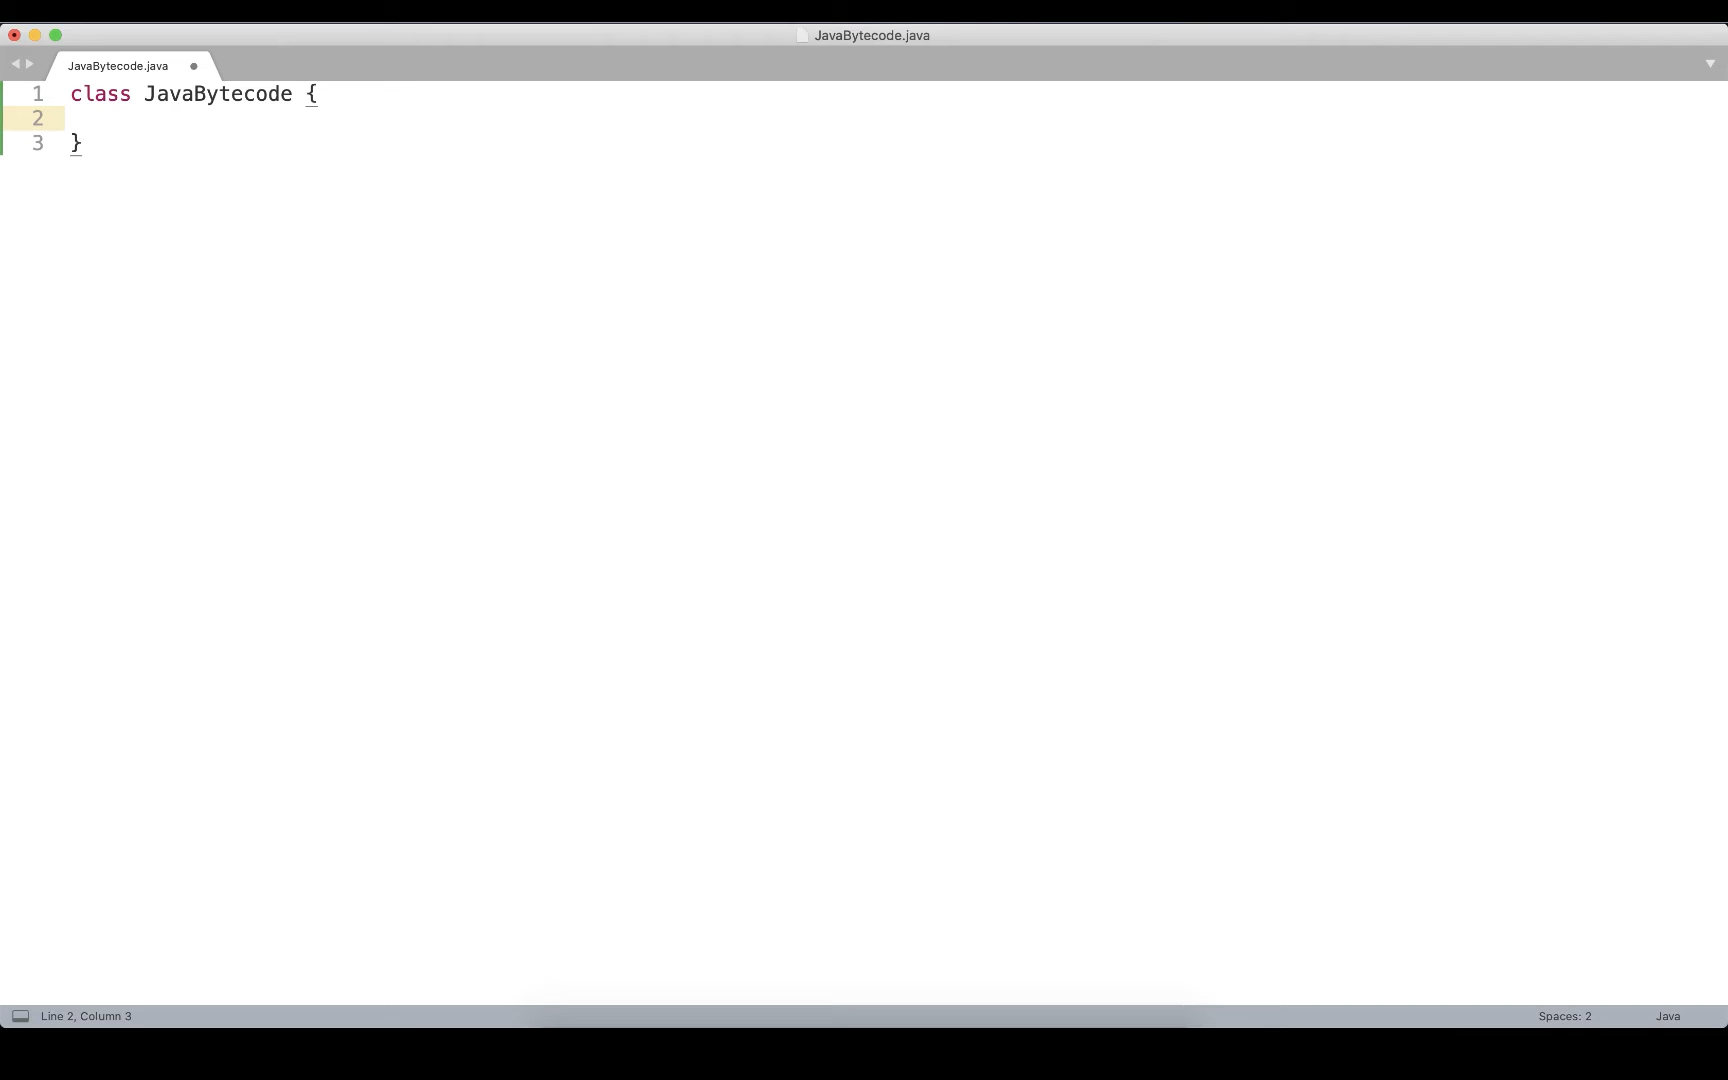 JavaBytecode.java
JavaBytecode.java
1 class JavaBytecode {
2
3 }
Line 2, Column 3
Spaces: 2
Java